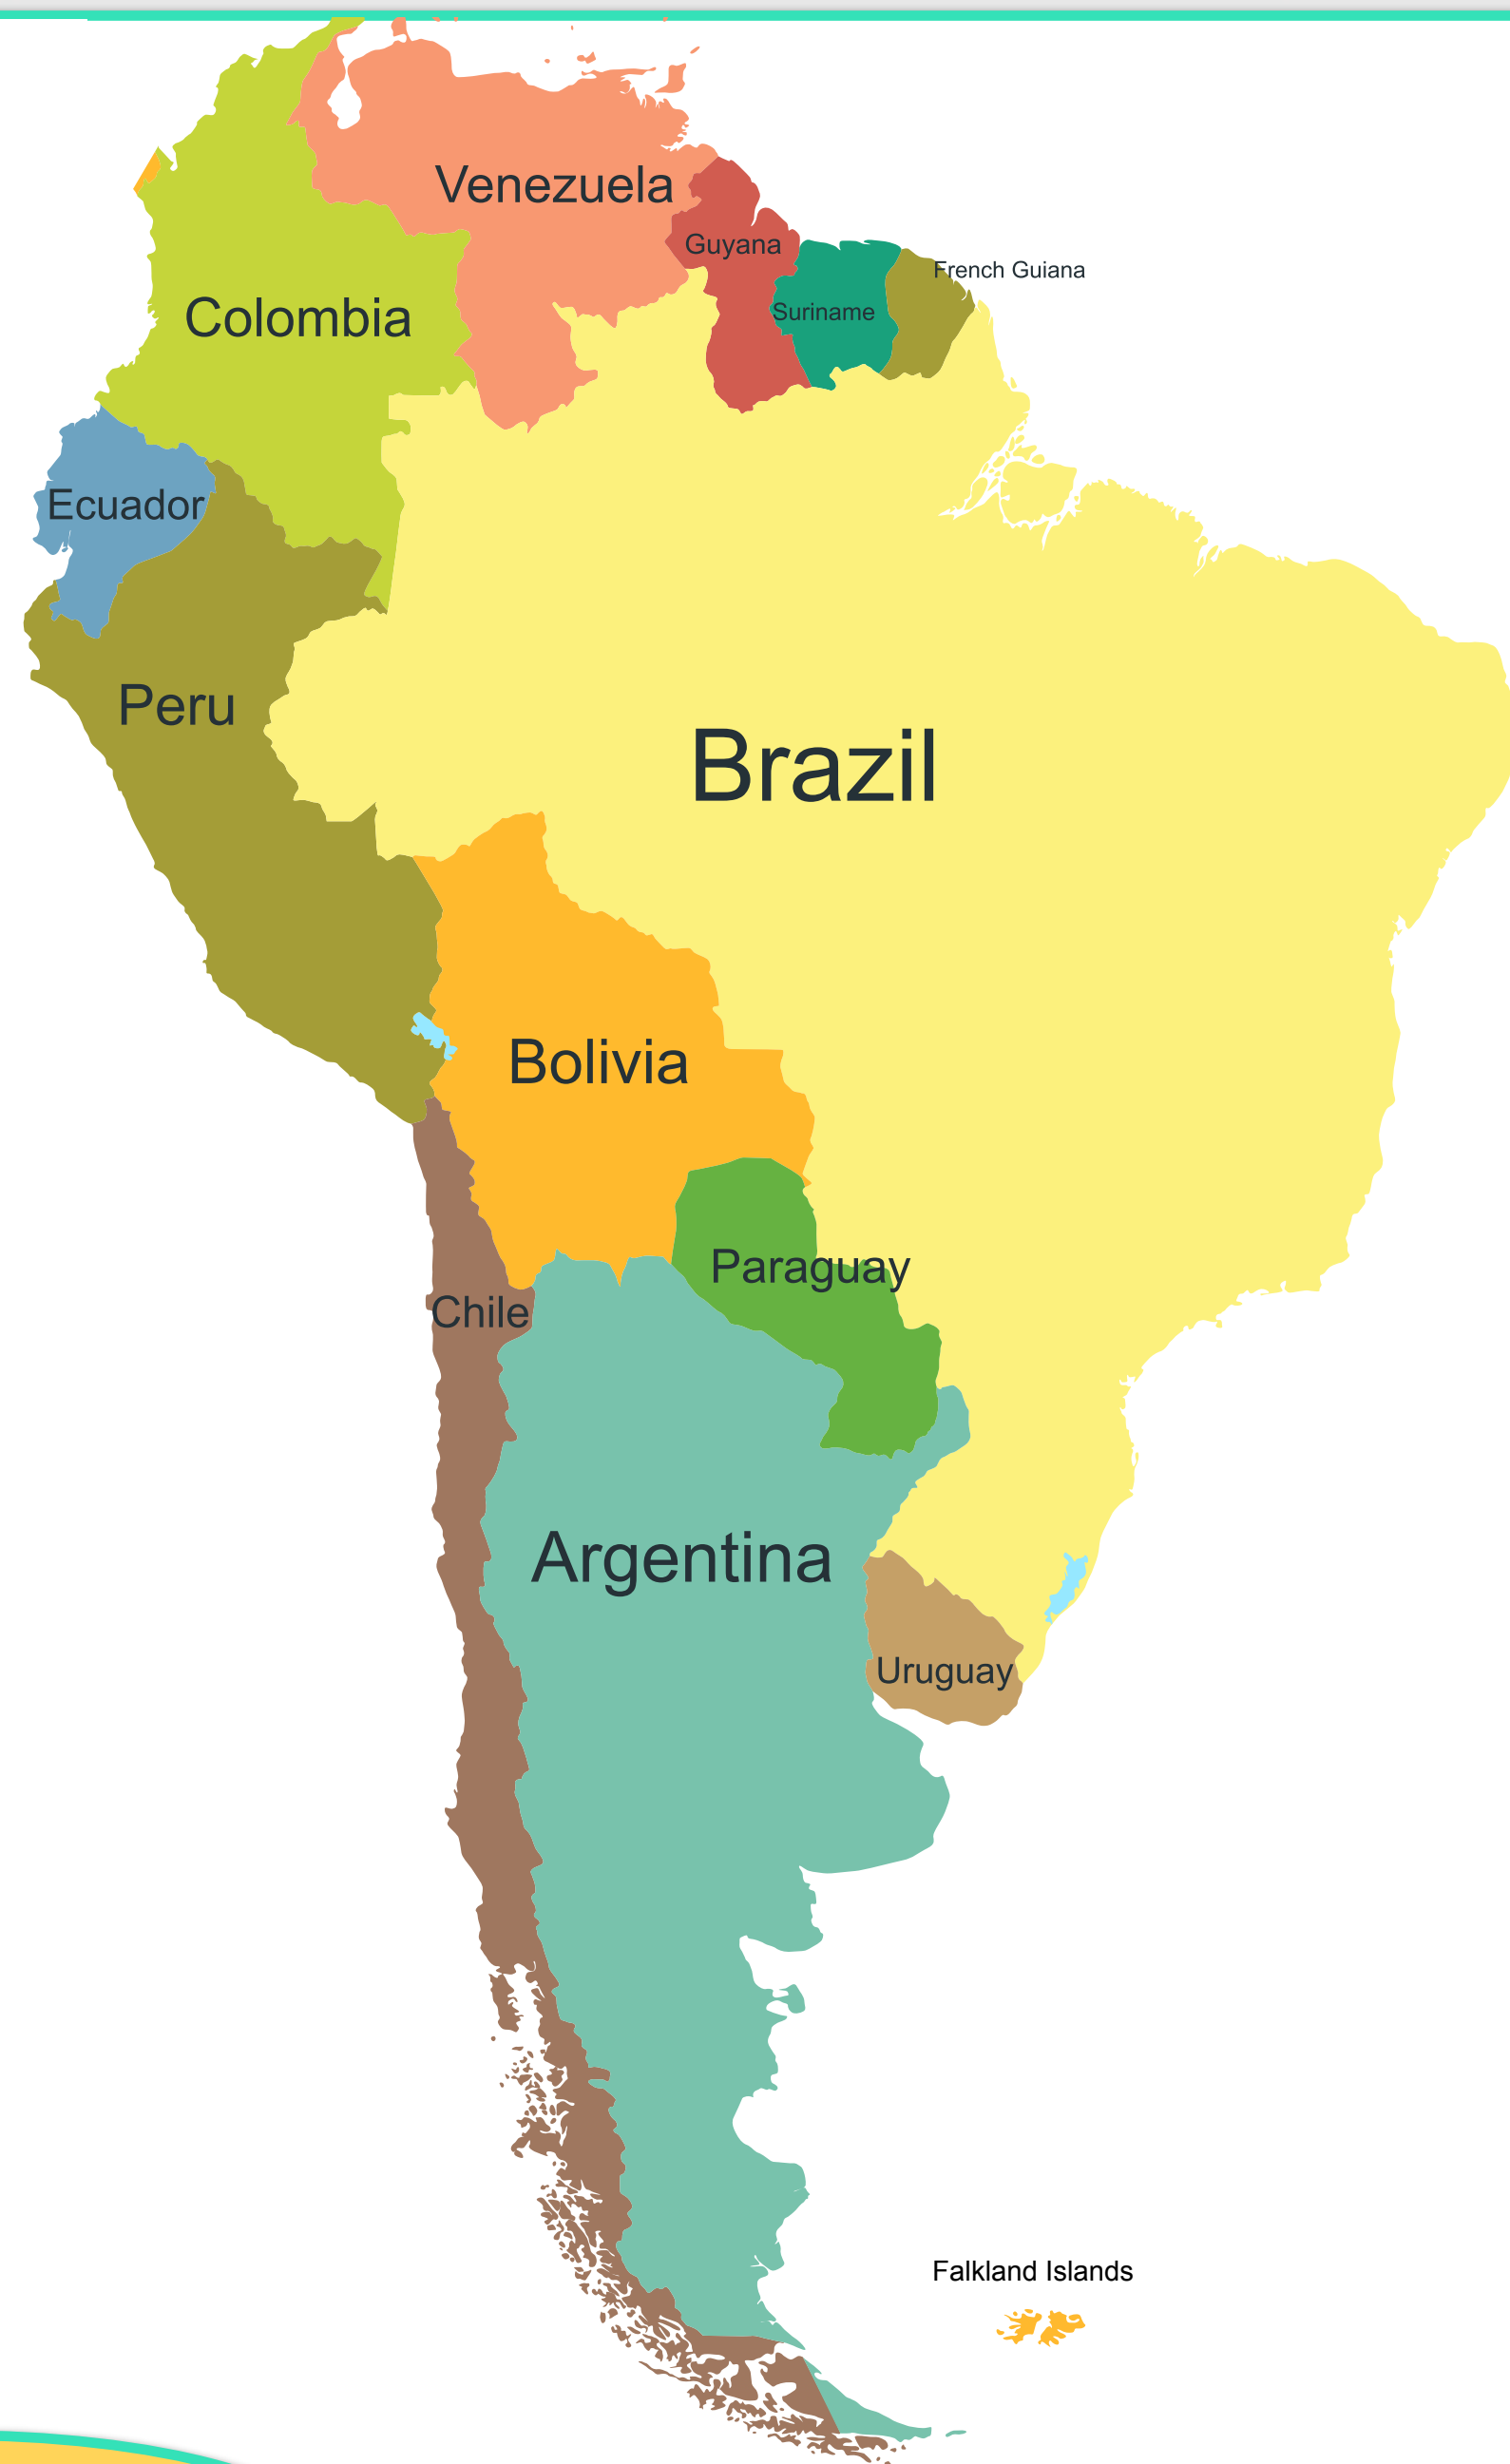 Venezuela
Guyana
French Guiana
Suriname
Colombia
Ecuador
Peru
Brazil
Bolivia
Paraguay
Chile
Argentina
Uruguay
Falkland Islands